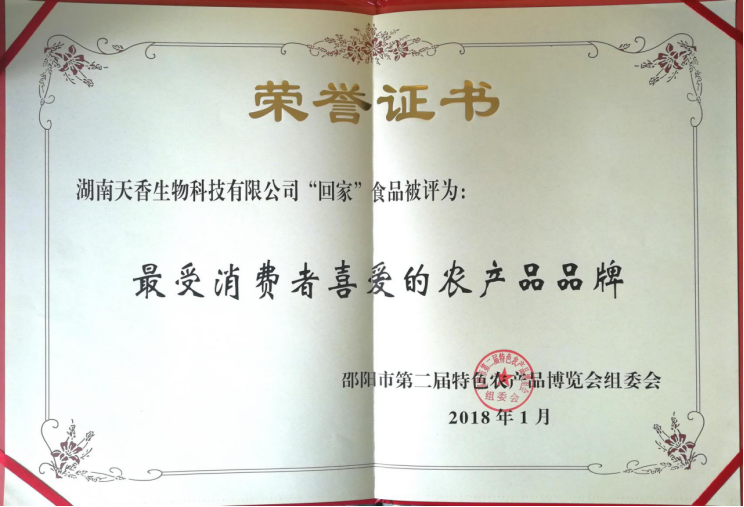 荣誉证书
湖南天香生物科技有限公司“回家”食品被评为：
最受消费者喜爱的农产品品牌
邵阳市第二届特色农产品博览会组委会
组委会
2018年1月